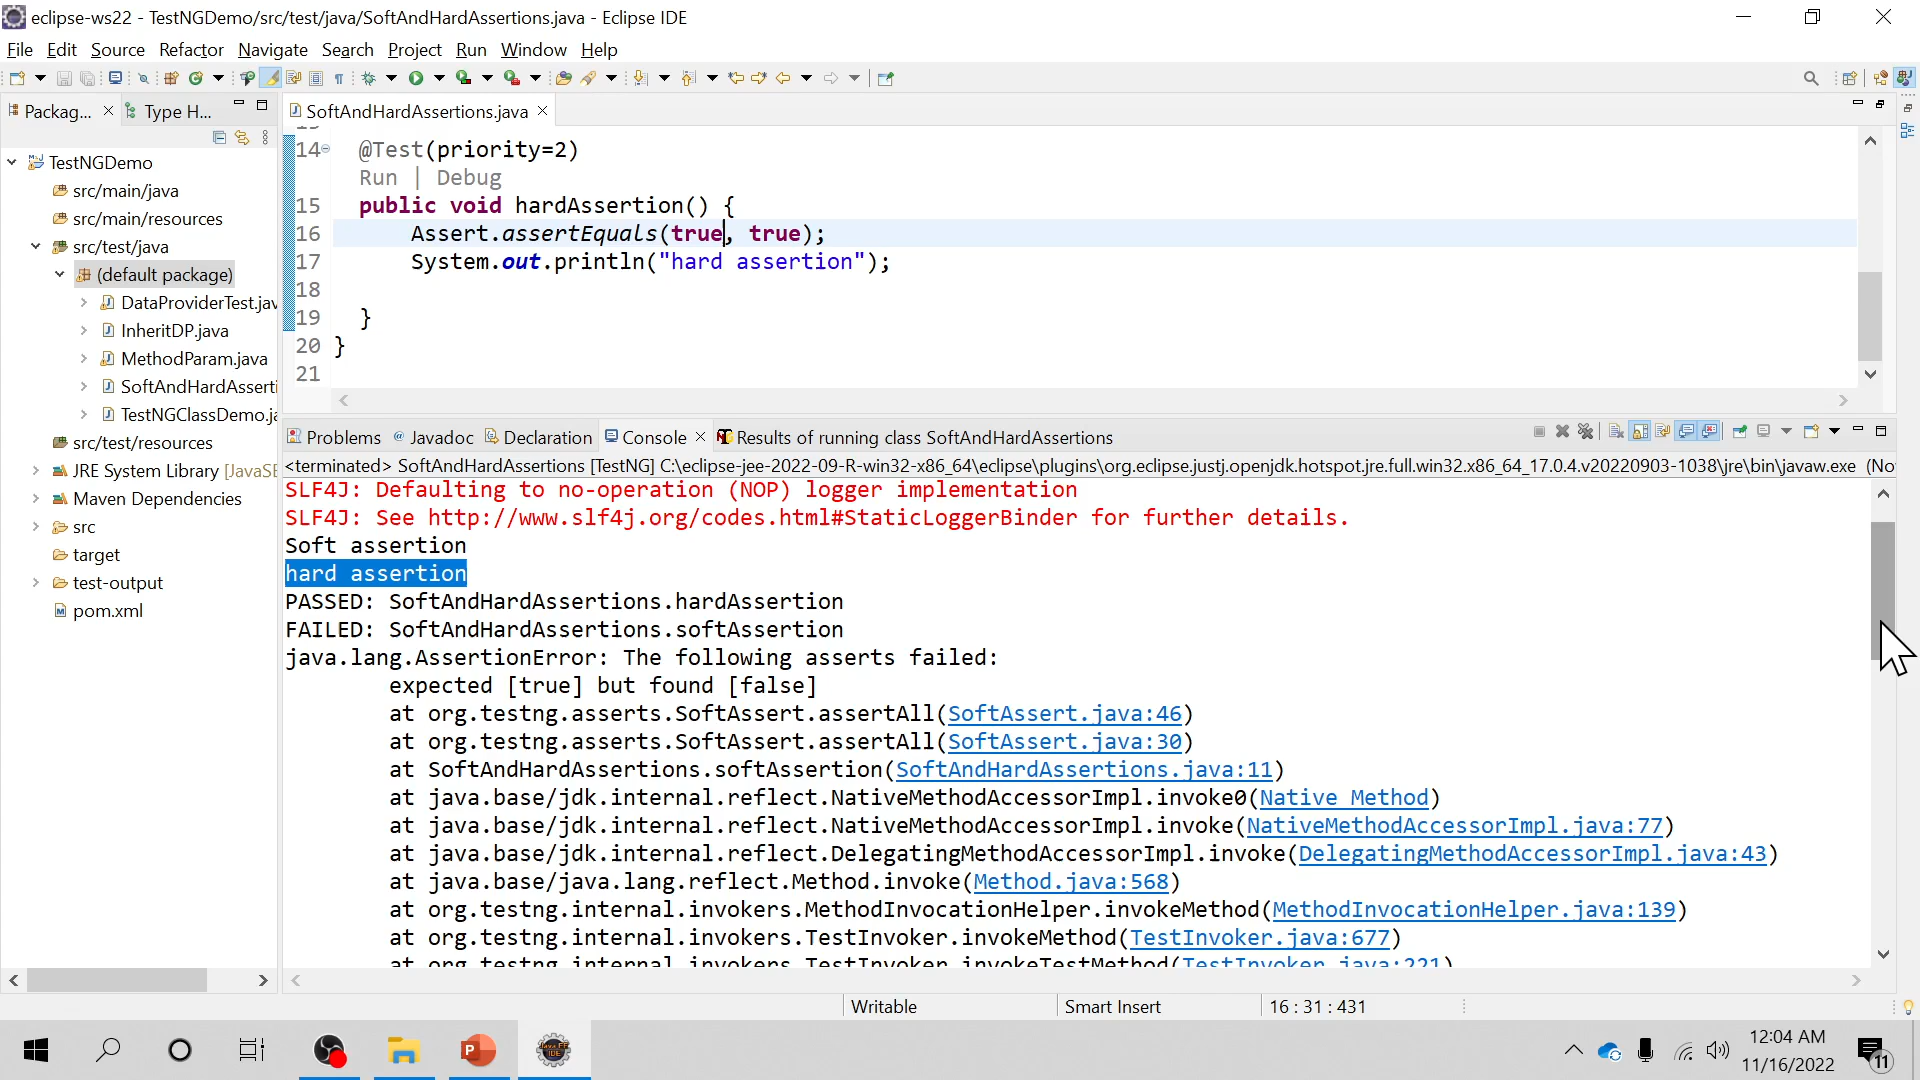 eclipse-ws22 - TestNGDemo/src/test/java/SoftAndHardAssertions.java - Eclipse IDE
File Edit Source Refactor Navigate Search Project Run Window Help
Packag... Type H...
TestNGDemo
src/main/java
src/main/resources
src/test/java
(default package)
DataProviderTest.jav
InheritDP.java
MethodParam.java
SoftAndHardAsserti
TestNGClassDemo.ja
src/test/resources
JRE System Library [JavaSE
Maven Dependencies
src
target
test-output
pom.xml
SoftAndHardAssertions.java
14 @Test(priority=2)
Run | Debug
15 public void hardAssertion() {
16 Assert.assertEquals(true, true);
17 System.out.println("hard assertion");
18
19 }
20 }
21
Problems Javadoc Declaration Console Results of running class SoftAndHardAssertions
<terminated> SoftAndHardAssertions [TestNG] C:\eclipse-jee-2022-09-R-win32-x86_64\eclipse\plugins\org.eclipse.justj.openjdk.hotspot.jre.full.win32.x86_64_17.0.4.v20220903-1038\jre\bin\javaw.exe (No
SLF4J: Defaulting to no-operation (NOP) logger implementation
SLF4J: See http://www.slf4j.org/codes.html#StaticLoggerBinder for further details.
Soft assertion
hard assertion
PASSED: SoftAndHardAssertions.hardAssertion
FAILED: SoftAndHardAssertions.softAssertion
java.lang.AssertionError: The following asserts failed:
expected [true] but found [false]
at org.testng.asserts.SoftAssert.assertAll(SoftAssert.java:46)
at org.testng.asserts.SoftAssert.assertAll(SoftAssert.java:30)
at SoftAndHardAssertions.softAssertion(SoftAndHardAssertions.java:11)
at java.base/jdk.internal.reflect.NativeMethodAccessorImpl.invoke0(Native Method)
at java.base/jdk.internal.reflect.NativeMethodAccessorImpl.invoke(NativeMethodAccessorImpl.java:77)
at java.base/jdk.internal.reflect.DelegatingMethodAccessorImpl.invoke(DelegatingMethodAccessorImpl.java:43)
at java.base/java.lang.reflect.Method.invoke(Method.java:568)
at org.testng.internal.invokers.MethodInvocationHelper.invokeMethod(MethodInvocationHelper.java:139)
at org.testng.internal.invokers.TestInvoker.invokeMethod(TestInvoker.java:677)
at org.testng.internal.invokers.TestInvoker.invokeTestMethod(TestInvoker.java:221)
Writable Smart Insert 16 : 31 : 431
12:04 AM
11/16/2022
11